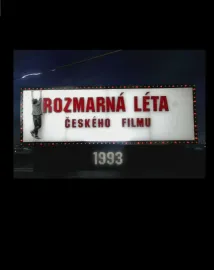 ROZMARNÁ LÉTA
ČESKÉHO FILMU
1993